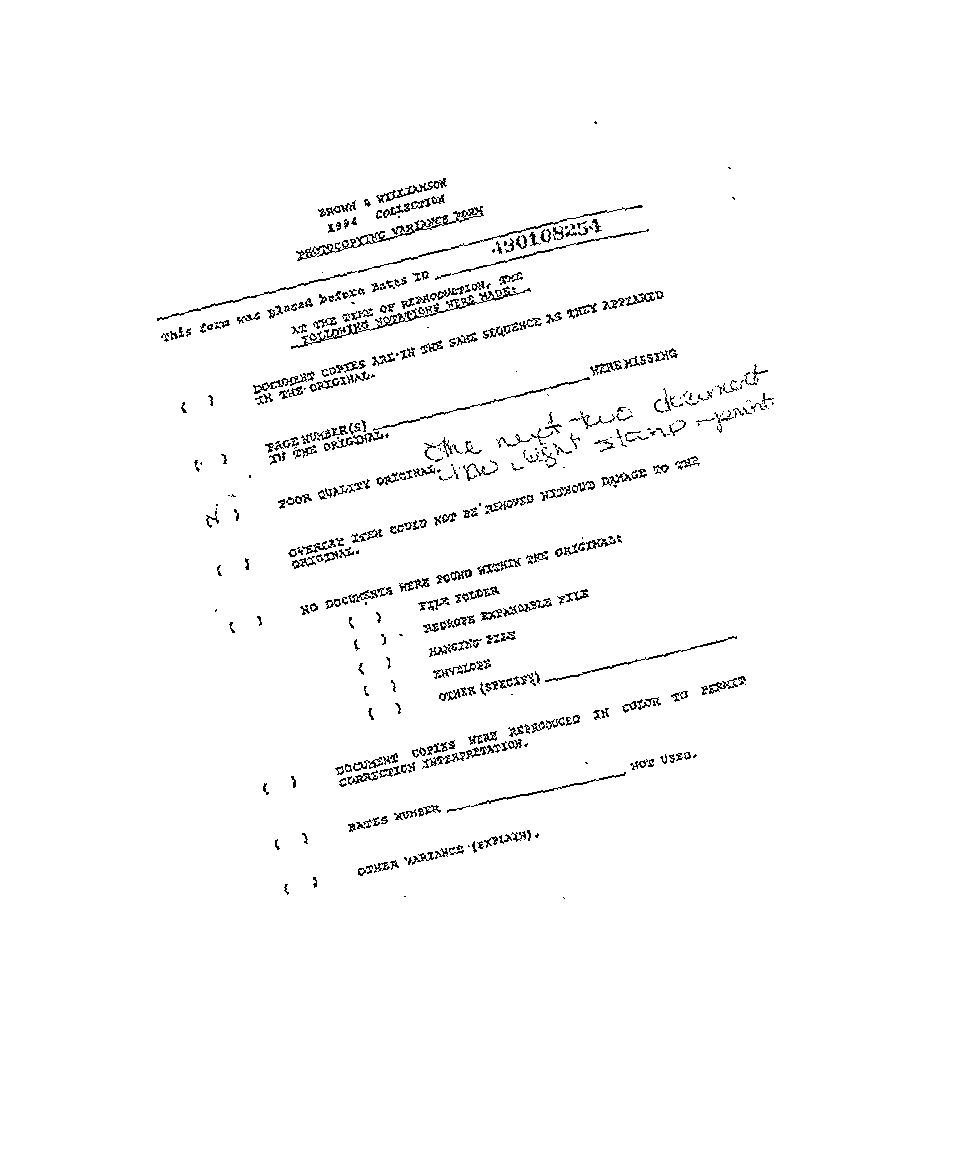 BROWN & WILLIAMSON
1994 COLLECTION
PHOTOCOPYING VARIANCE FORM
This form was placed before Bates ID 490108254
AT THE TIME OF REPRODUCTION, THE
FOLLOWING NOTATIONS WERE MADE:
( ) DOCUMENT COPIES ARE IN THE SAME SEQUENCE AS THEY APPEARED
IN THE ORIGINAL.
( ) PAGE NUMBER(S) WERE MISSING
IN THE ORIGINAL.
(X) POOR QUALITY ORIGINAL. the next two document
light stamp print
( ) OVERLAY ITEM COULD NOT BE REMOVED WITHOUT DAMAGE TO THE
ORIGINAL.
( ) NO DOCUMENTS WERE FOUND WITHIN THE ORIGINAL:
( ) FILE FOLDER
( ) REDROPE EXPANDABLE FILE
( ) HANGING FILE
( ) ENVELOPE
( ) OTHER (SPECIFY)
( ) DOCUMENT COPIES WERE REPRODUCED IN COLOR TO PERMIT
CORRECTION INTERPRETATION.
( ) BATES NUMBER NOT USED.
( ) OTHER VARIANCE (EXPLAIN).